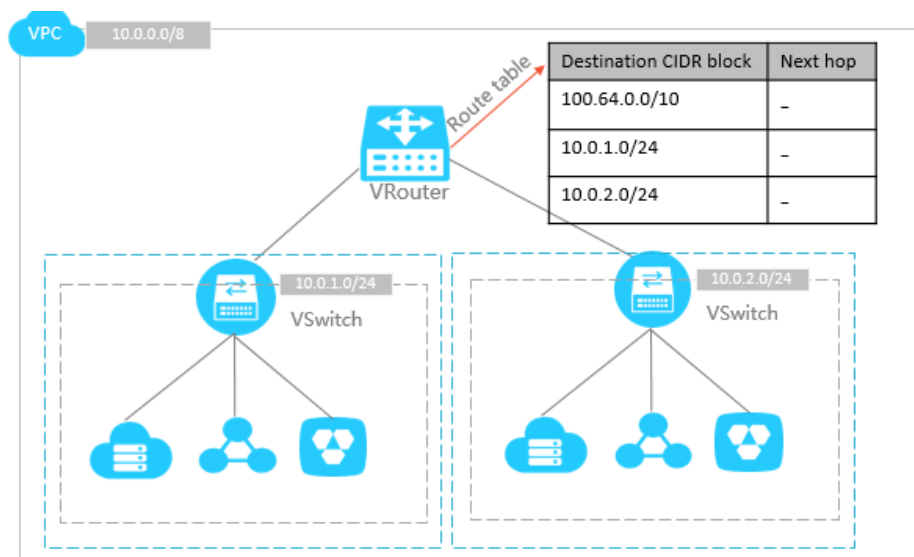 VPC
10.0.0.0/8
Route table
Destination CIDR block Next hop
100.64.0.0/10 –
10.0.1.0/24 –
10.0.2.0/24 –
VRouter
10.0.1.0/24
VSwitch
10.0.2.0/24
VSwitch